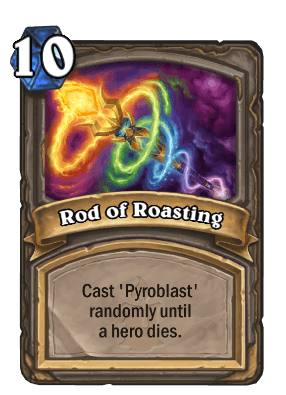 10
Rod of Roasting
Cast 'Pyroblast'
randomly until
a hero dies.